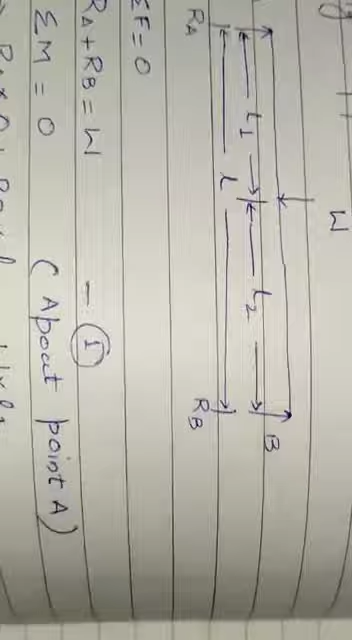 W
B
L1 L2
L
RA RB
ΣF = 0
RA + RB = W — ①
ΣM = 0 (About point A)